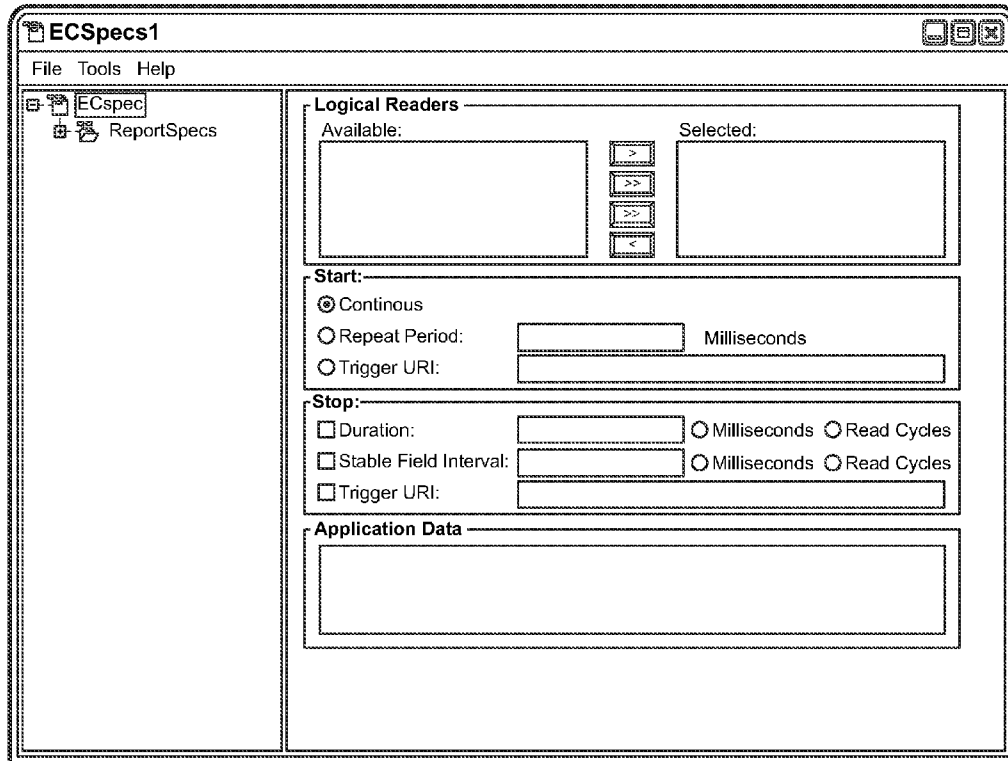 ECSpecs1
File Tools Help
ECspec
ReportSpecs
Logical Readers
Available: Selected:
>
>>
>>
<
Start:
Continous
Repeat Period: Milliseconds
Trigger URI:
Stop:
Duration: Milliseconds Read Cycles
Stable Field Interval: Milliseconds Read Cycles
Trigger URI:
Application Data